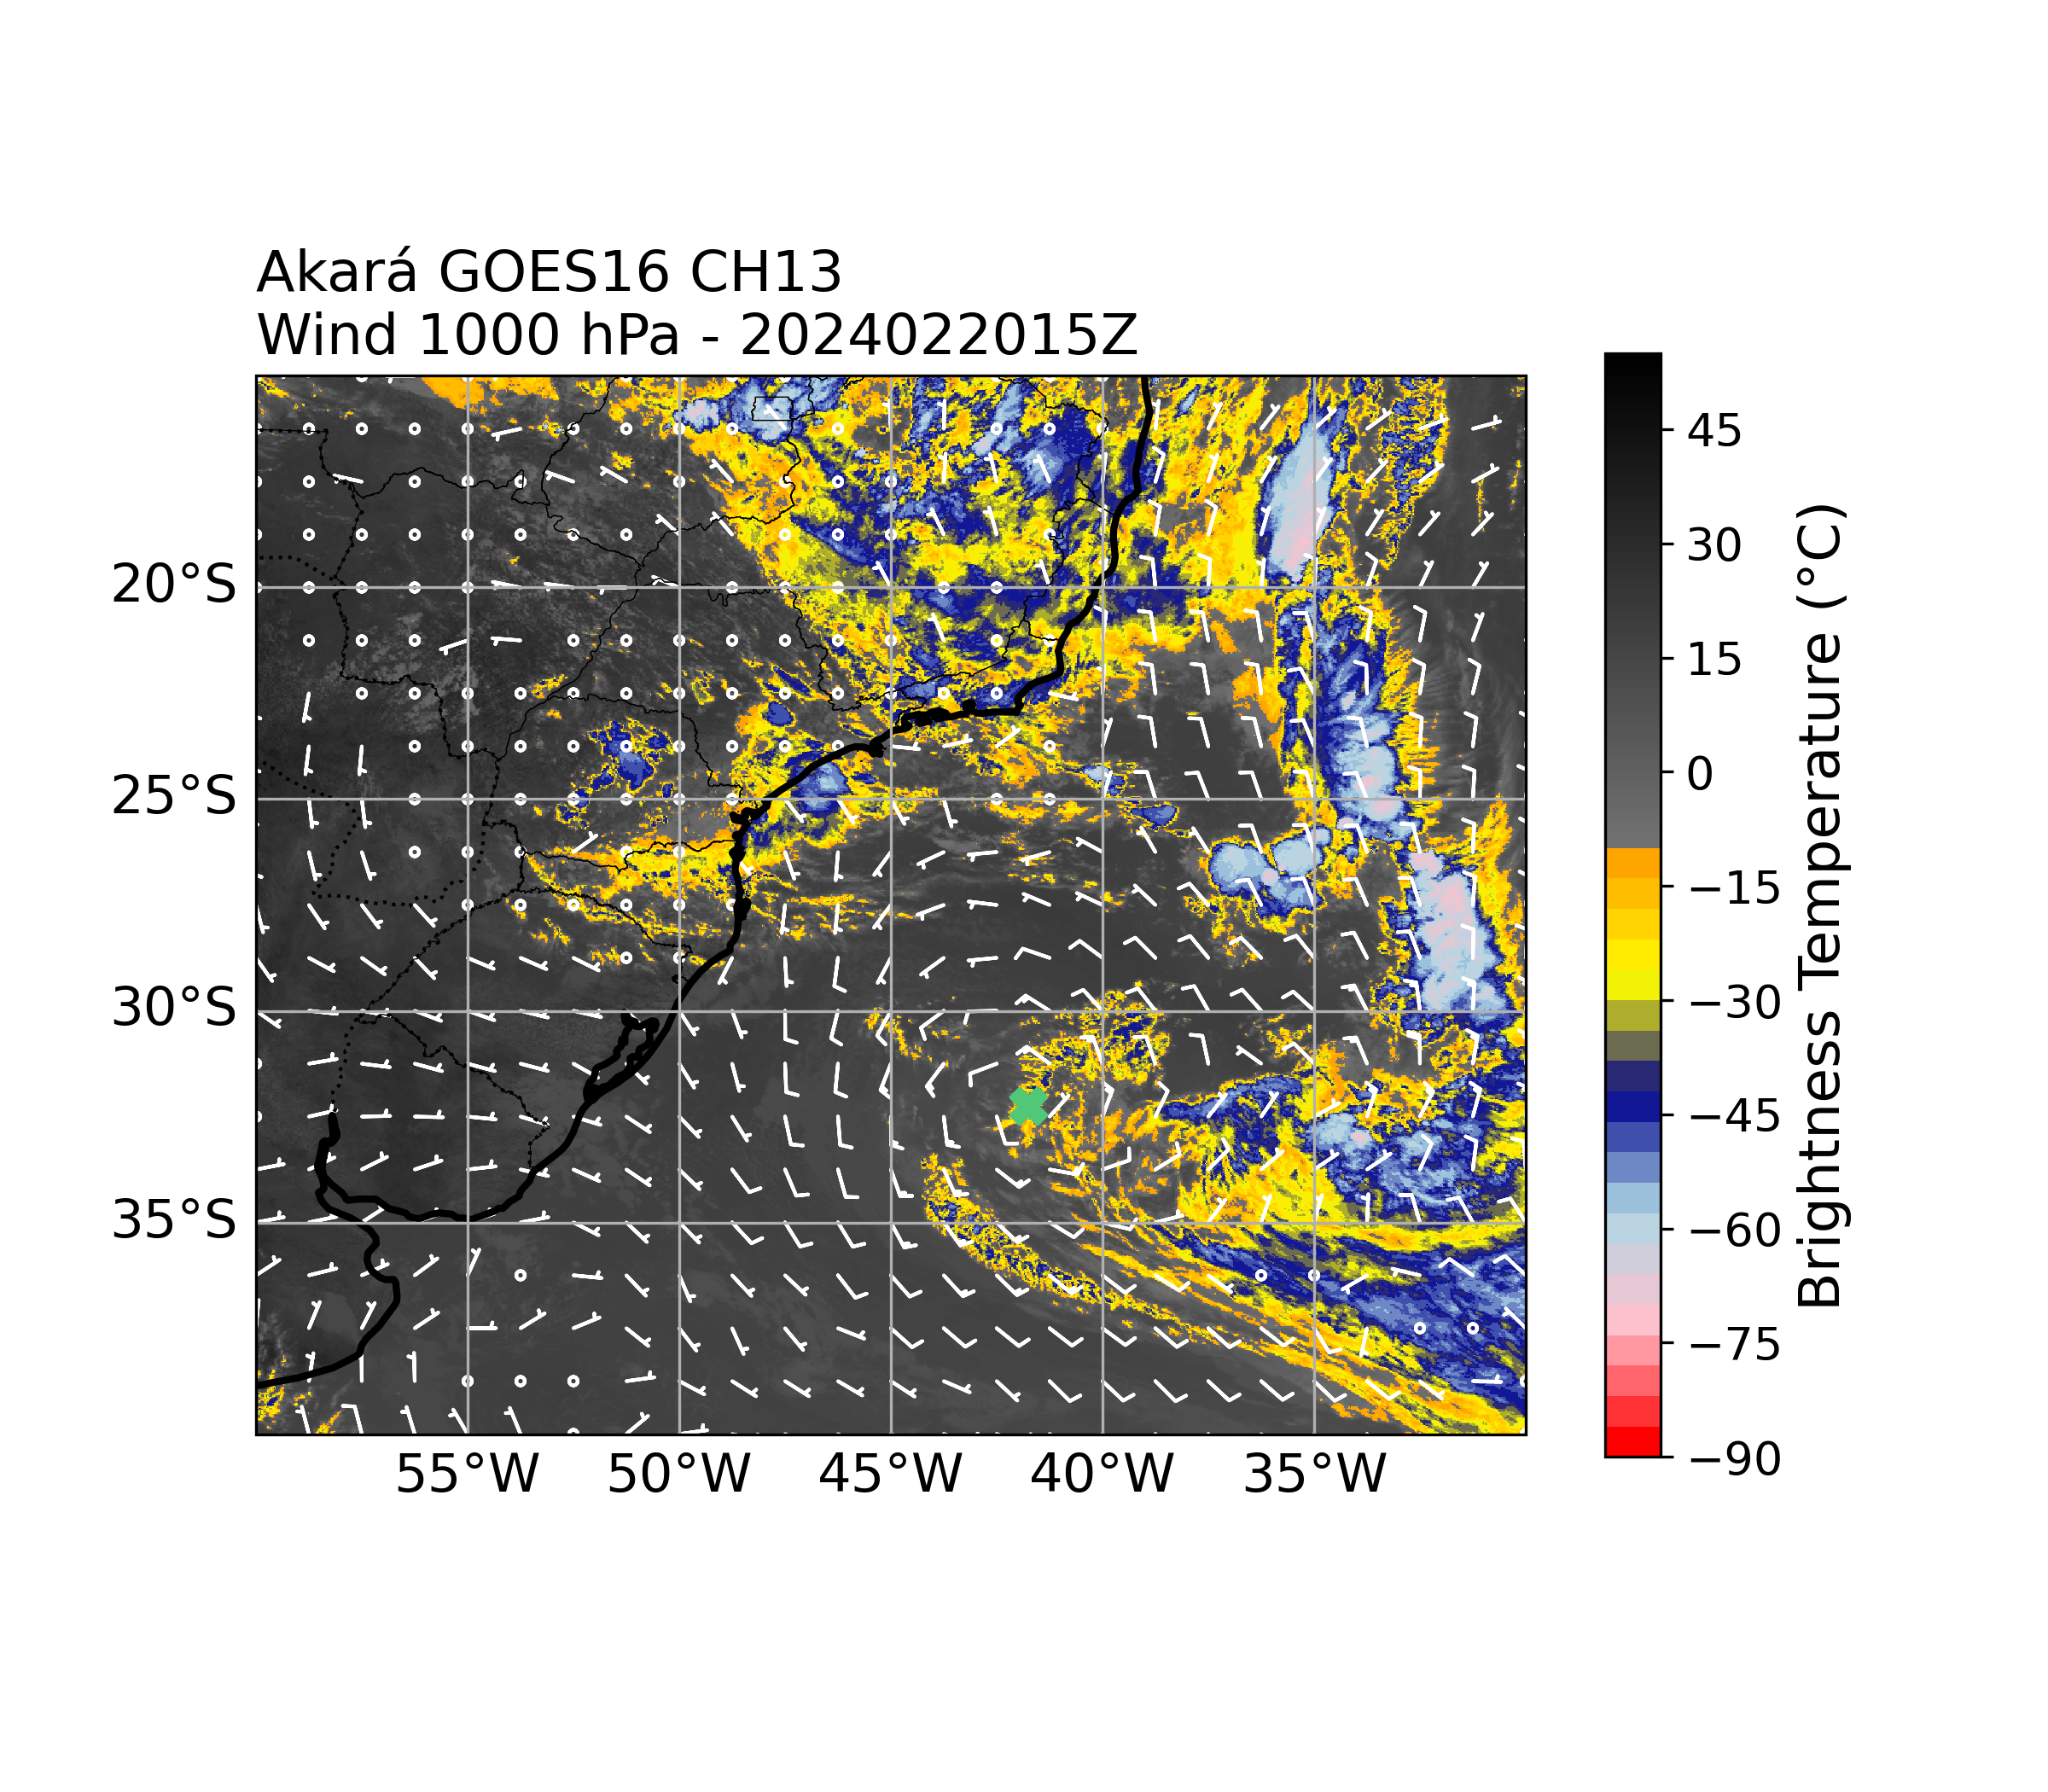 Akará GOES16 CH13
Wind 1000 hPa - 2024022015Z
20°S
25°S
30°S
35°S
55°W
50°W
45°W
40°W
35°W
45
30
15
0
−15
−30
−45
−60
−75
−90
Brightness Temperature (°C)